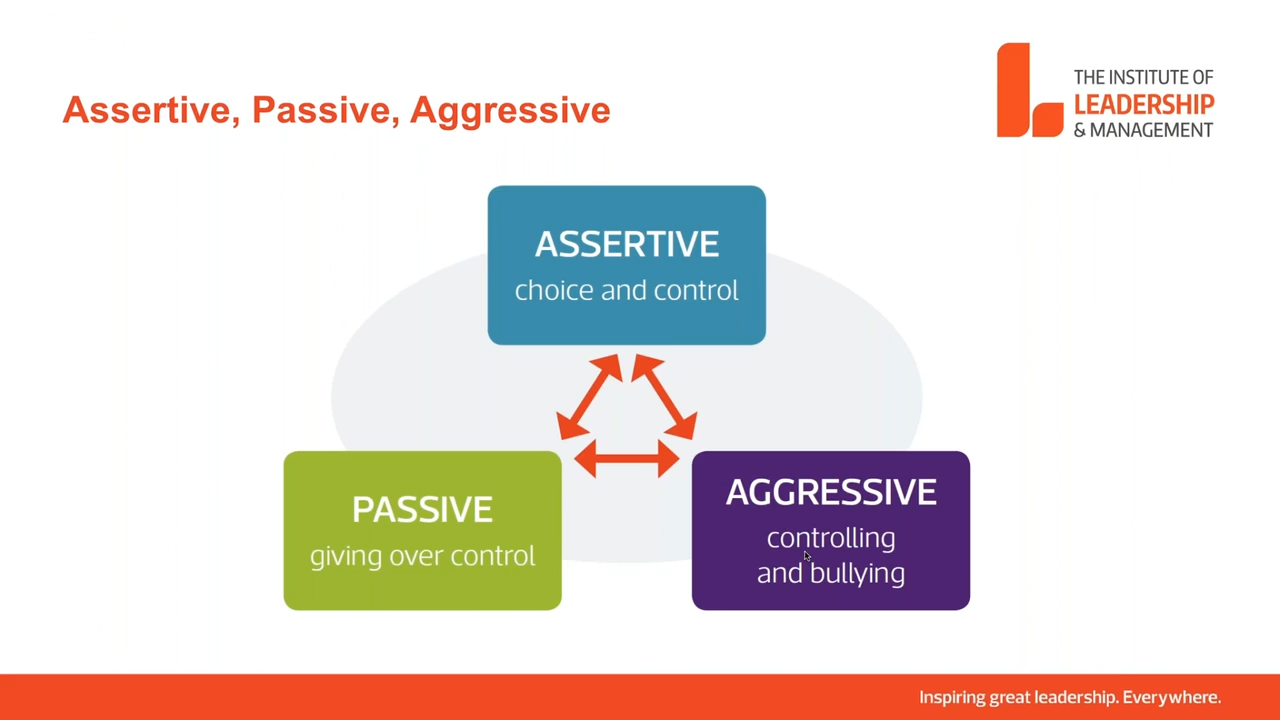 Assertive, Passive, Aggressive
THE INSTITUTE OF
LEADERSHIP
& MANAGEMENT
ASSERTIVE
choice and control
PASSIVE
giving over control
AGGRESSIVE
controlling
and bullying
Inspiring great leadership. Everywhere.